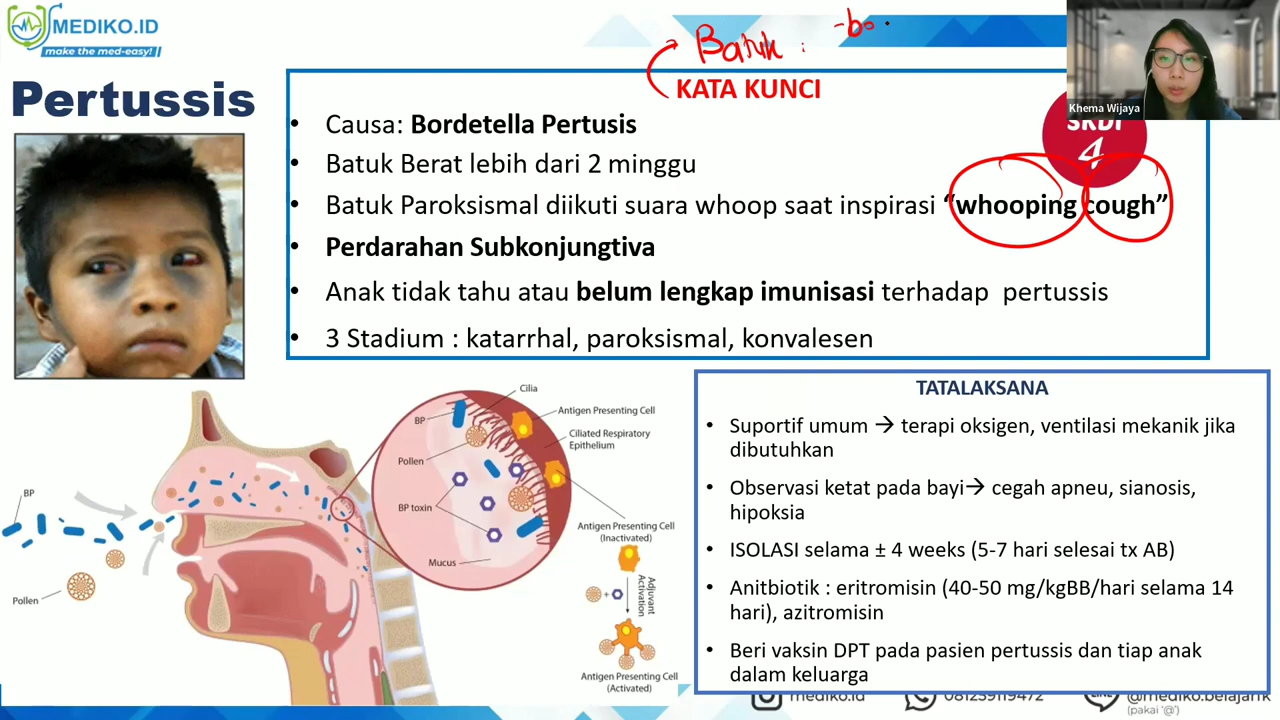 MEDIKO.ID
make the med-easy!
Batuk :
Khema Wijaya
Pertussis
KATA KUNCI
SKDI
4
• Causa: Bordetella Pertusis
• Batuk Berat lebih dari 2 minggu
• Batuk Paroksismal diikuti suara whoop saat inspirasi “whooping cough”
• Perdarahan Subkonjungtiva
• Anak tidak tahu atau belum lengkap imunisasi terhadap pertussis
• 3 Stadium : katarrhal, paroksismal, konvalesen
BP
Pollen
Cilia
BP
Antigen Presenting Cell
Ciliated Respiratory
Epithelium
Pollen
BP toxin
Mucus
Antigen Presenting Cell
(Inactivated)
Adjuvant
Activation
Antigen Presenting Cell
(Activated)
TATALAKSANA
• Suportif umum → terapi oksigen, ventilasi mekanik jika
dibutuhkan
• Observasi ketat pada bayi→ cegah apneu, sianosis,
hipoksia
• ISOLASI selama ± 4 weeks (5-7 hari selesai tx AB)
• Anitbiotik : eritromisin (40-50 mg/kgBB/hari selama 14
hari), azitromisin
• Beri vaksin DPT pada pasien pertussis dan tiap anak
dalam keluarga
mediko.id
081259119472
@mediko.belajarik
(pakai '@')